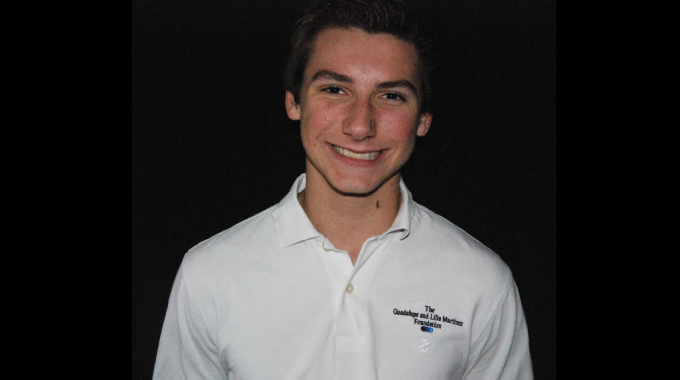 The
Guadalupe and Lilia Martinez
Foundation